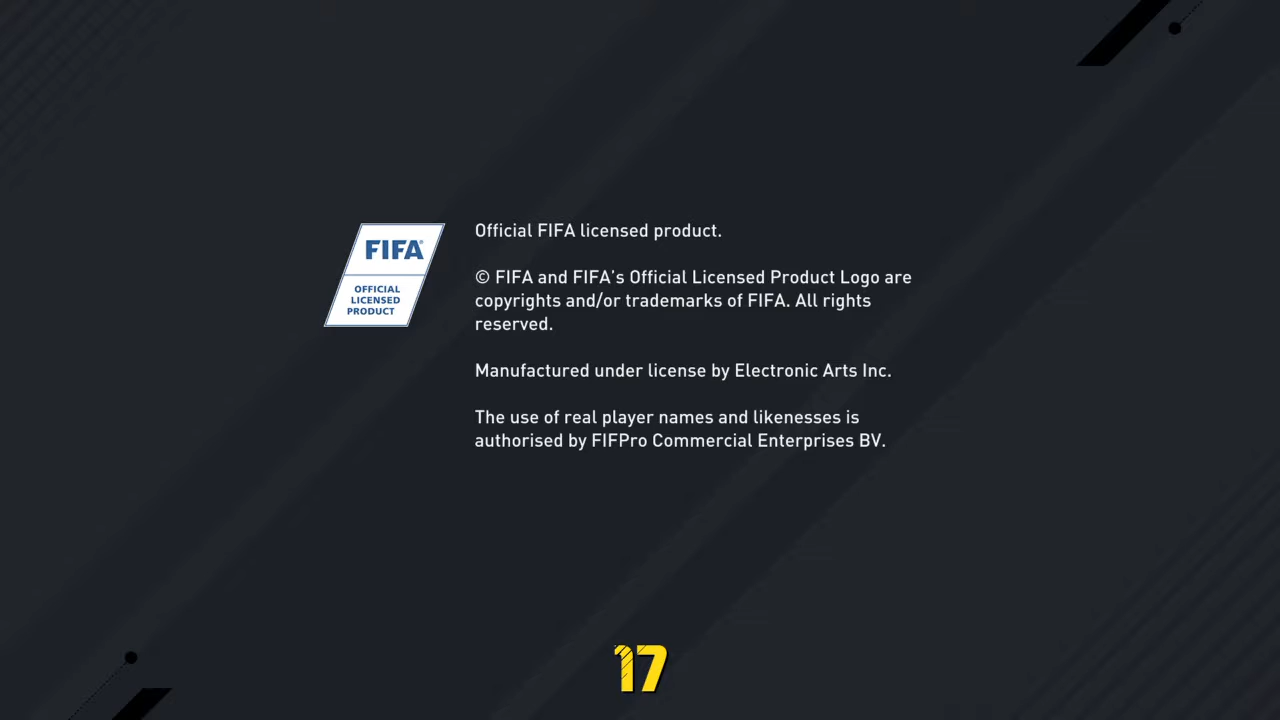 FIFA
OFFICIAL
LICENSED
PRODUCT
Official FIFA licensed product.
© FIFA and FIFA's Official Licensed Product Logo are
copyrights and/or trademarks of FIFA. All rights
reserved.
Manufactured under license by Electronic Arts Inc.
The use of real player names and likenesses is
authorised by FIFPro Commercial Enterprises BV.
17